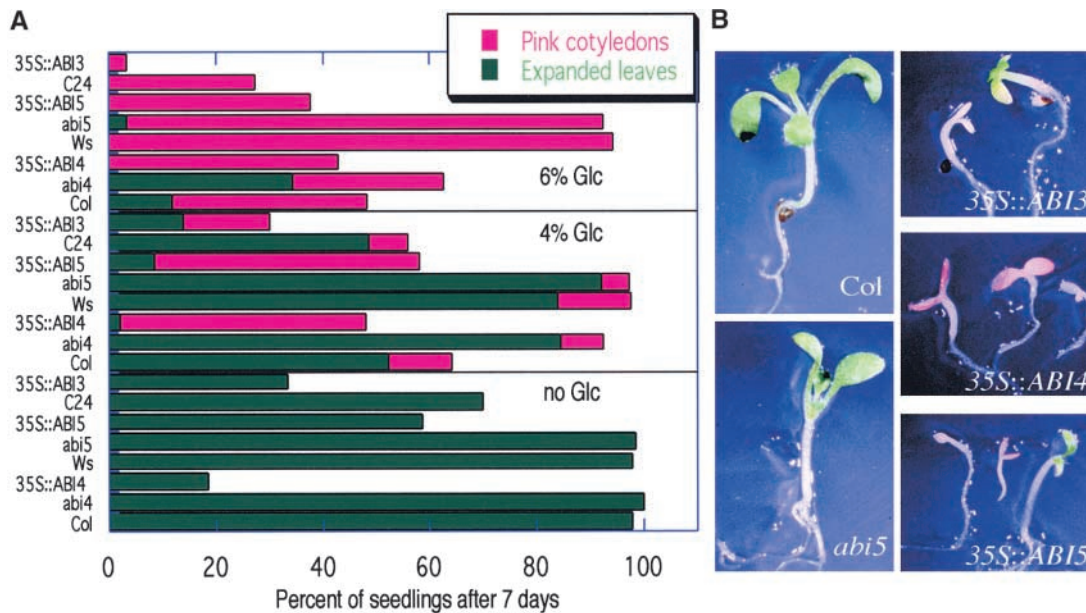 A
Pink cotyledons
Expanded leaves
35S::ABI3
C24
35S::ABI5
abi5
Ws
35S::ABI4
abi4
Col
6% Glc
35S::ABI3
C24
35S::ABI5
abi5
Ws
35S::ABI4
abi4
Col
4% Glc
35S::ABI3
C24
35S::ABI5
abi5
Ws
35S::ABI4
abi4
Col
no Glc
0 20 40 60 80 100
Percent of seedlings after 7 days
B
Col
abi5
35S::ABI3
35S::ABI4
35S::ABI5